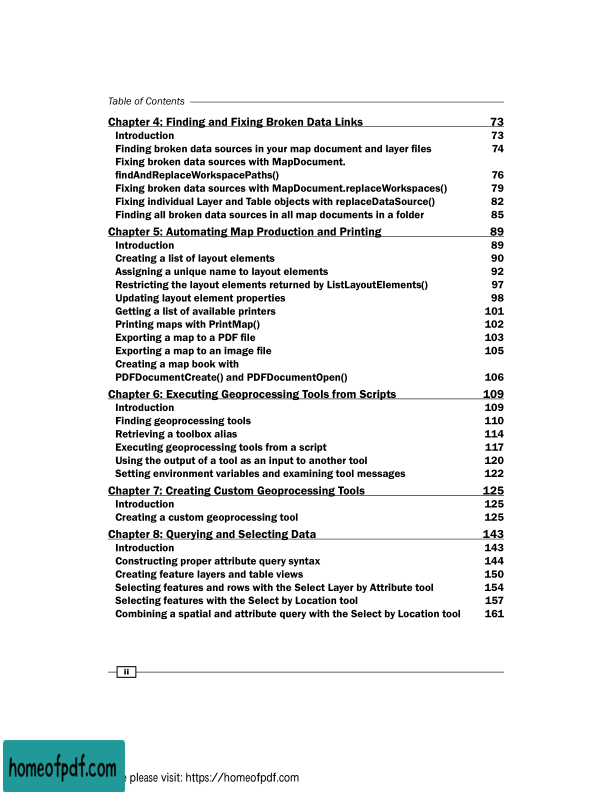 Table of Contents
Chapter 4: Finding and Fixing Broken Data Links 73
Introduction 73
Finding broken data sources in your map document and layer files 74
Fixing broken data sources with MapDocument.
findAndReplaceWorkspacePaths() 76
Fixing broken data sources with MapDocument.replaceWorkspaces() 79
Fixing individual Layer and Table objects with replaceDataSource() 82
Finding all broken data sources in all map documents in a folder 85
Chapter 5: Automating Map Production and Printing 89
Introduction 89
Creating a list of layout elements 90
Assigning a unique name to layout elements 92
Restricting the layout elements returned by ListLayoutElements() 97
Updating layout element properties 98
Getting a list of available printers 101
Printing maps with PrintMap() 102
Exporting a map to a PDF file 103
Exporting a map to an image file 105
Creating a map book with
PDFDocumentCreate() and PDFDocumentOpen() 106
Chapter 6: Executing Geoprocessing Tools from Scripts 109
Introduction 109
Finding geoprocessing tools 110
Retrieving a toolbox alias 114
Executing geoprocessing tools from a script 117
Using the output of a tool as an input to another tool 120
Setting environment variables and examining tool messages 122
Chapter 7: Creating Custom Geoprocessing Tools 125
Introduction 125
Creating a custom geoprocessing tool 125
Chapter 8: Querying and Selecting Data 143
Introduction 143
Constructing proper attribute query syntax 144
Creating feature layers and table views 150
Selecting features and rows with the Select Layer by Attribute tool 154
Selecting features with the Select by Location tool 157
Combining a spatial and attribute query with the Select by Location tool 161
ii
homeofpdf.com
please visit: https://homeofpdf.com